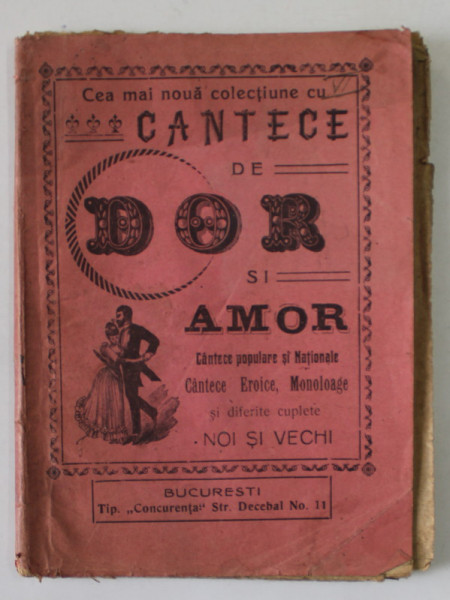 Cea mai nouă colecțiune cu
CANTECE
DE
DOR
SI
AMOR
Cântece populare și Naționale
Cântece Eroice, Monoloage
și diferite cuplete
NOI ȘI VECHI
BUCURESTI
Tip. „Concurența" Str. Decebal No. 11